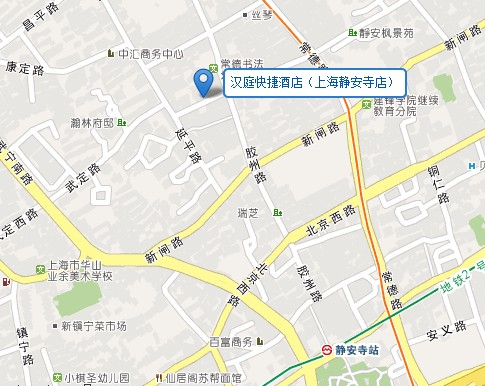 昌平路
丝琴
静安枫景苑
中汇商务中心
常德书法
常德
新闸路
康定路
汉庭快捷酒店（上海静安寺店）
建锋学院继续
教育分院
瀚林府邸
延平路
胶州路
新闸路
武宁南路
武定路
铜仁路
瑞芝
北京西路
武定西路
新闸路
上海市华山
业余美术学校
北京西路
胶州路
常德路
地铁2号
镇宁路
新镇宁菜市场
百富商务
静安寺站
安义路
小棋圣幼儿园
仙居阁苏帮面馆